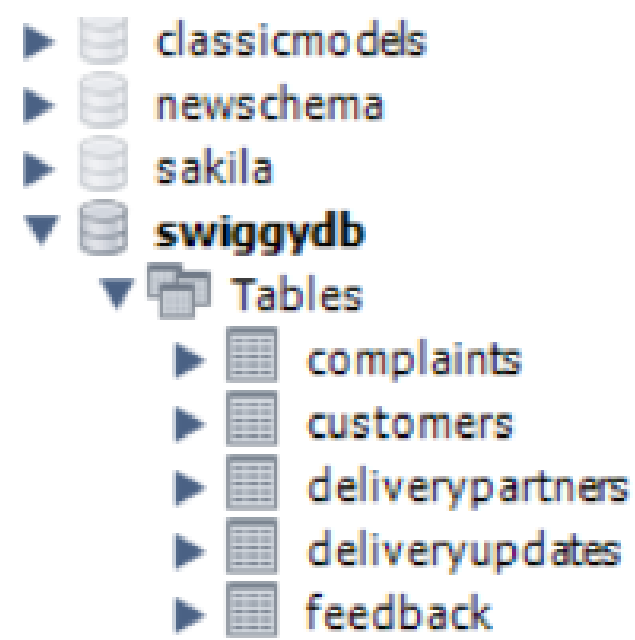 classicmodels
newschema
sakila
swiggydb
Tables
complaints
customers
deliverypartners
deliveryupdates
feedback